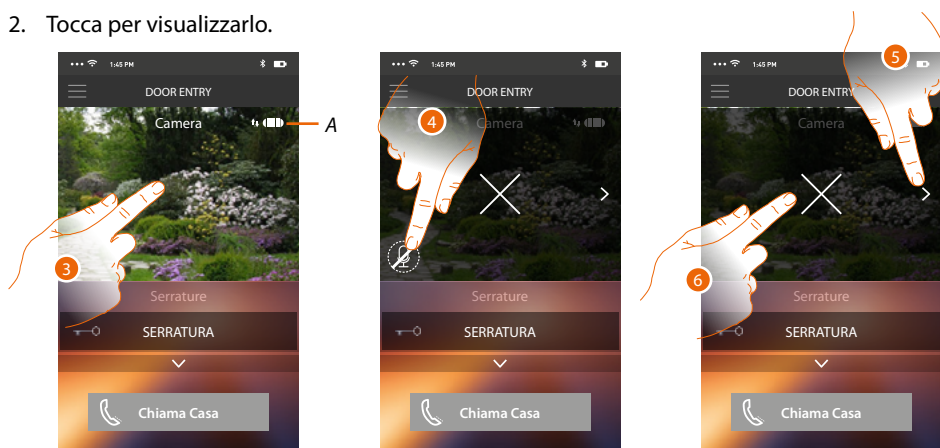 2. Tocca per visualizzarlo.
1:45 PM
DOOR ENTRY
Camera
A
3
Serrature
SERRATURA
Chiama Casa
1:45 PM
DOOR ENTRY
4
Camera
Serrature
SERRATURA
Chiama Casa
5
1:45 PM
DOOR ENTRY
Camera
6
Serrature
SERRATURA
Chiama Casa